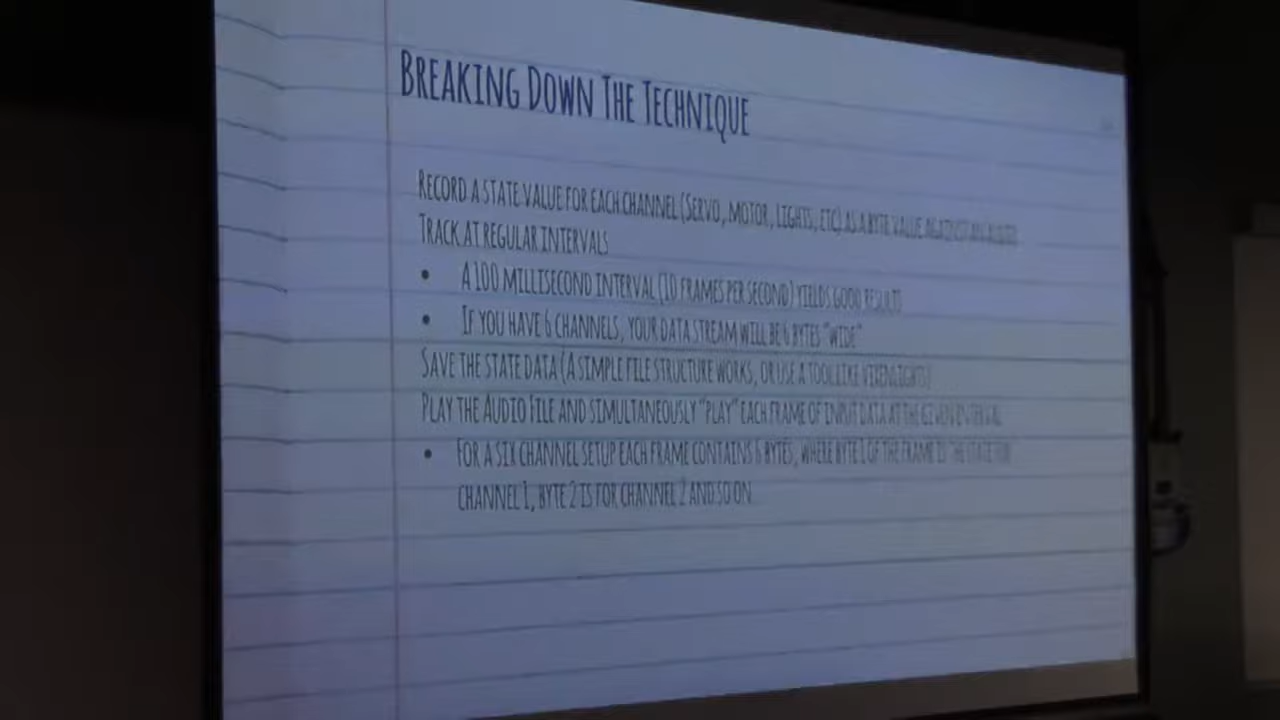 Breaking Down The Technique
Record a state value for each channel (Servo, motor, lights, etc) as a byte value against an audio
Track at regular intervals
• A 100 millisecond interval (10 frames per second) yields good results
• If you have 6 channels, your data stream will be 6 bytes "wide"
Save the state data (A simple file structure works, or use a tool like VixenLights)
Play the Audio File and simultaneously "play" each frame of input data at the given interval
• For a six channel setup each frame contains 6 bytes, where byte 1 of the frame is the state for
channel 1, byte 2 is for channel 2 and so on